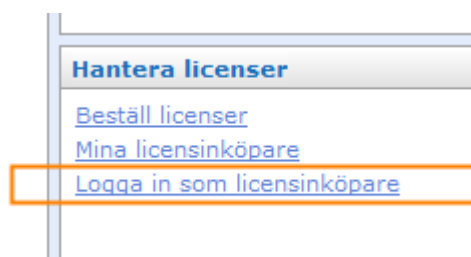 Hantera licenser
Beställ licenser
Mina licensinköpare
Logga in som licensinköpare